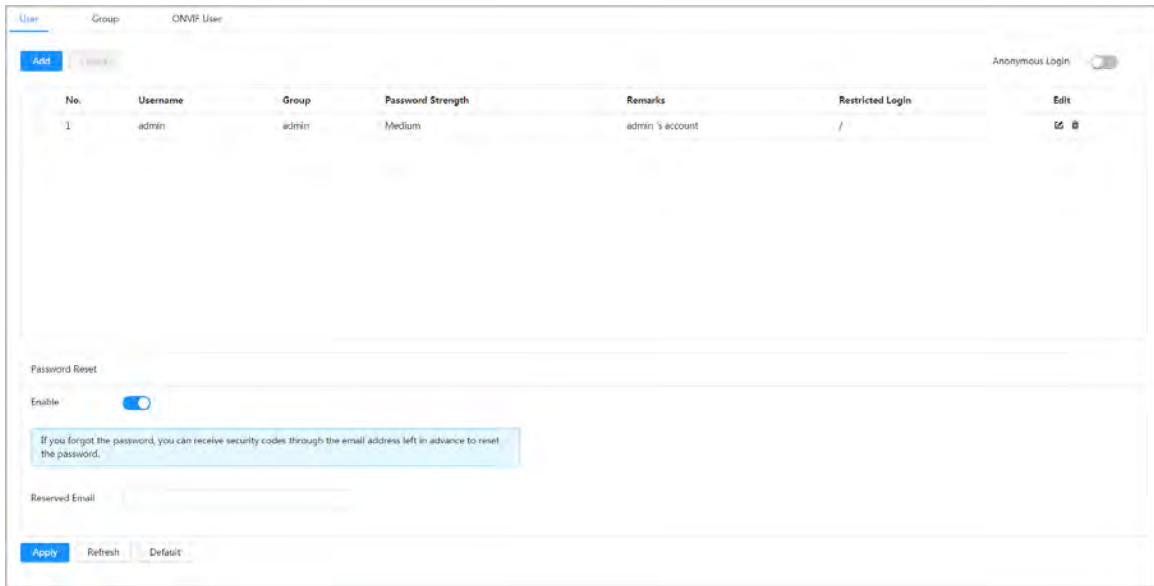 User Group ONVIF User
Add Anonymous Login
No. Username Group Password Strength Remarks Restricted Login Edit
1 admin admin Medium admin 's account /
Password Reset
Enable
If you forgot the password, you can receive security codes through the email address left in advance to reset
the password.
Reserved Email
Apply Refresh Default